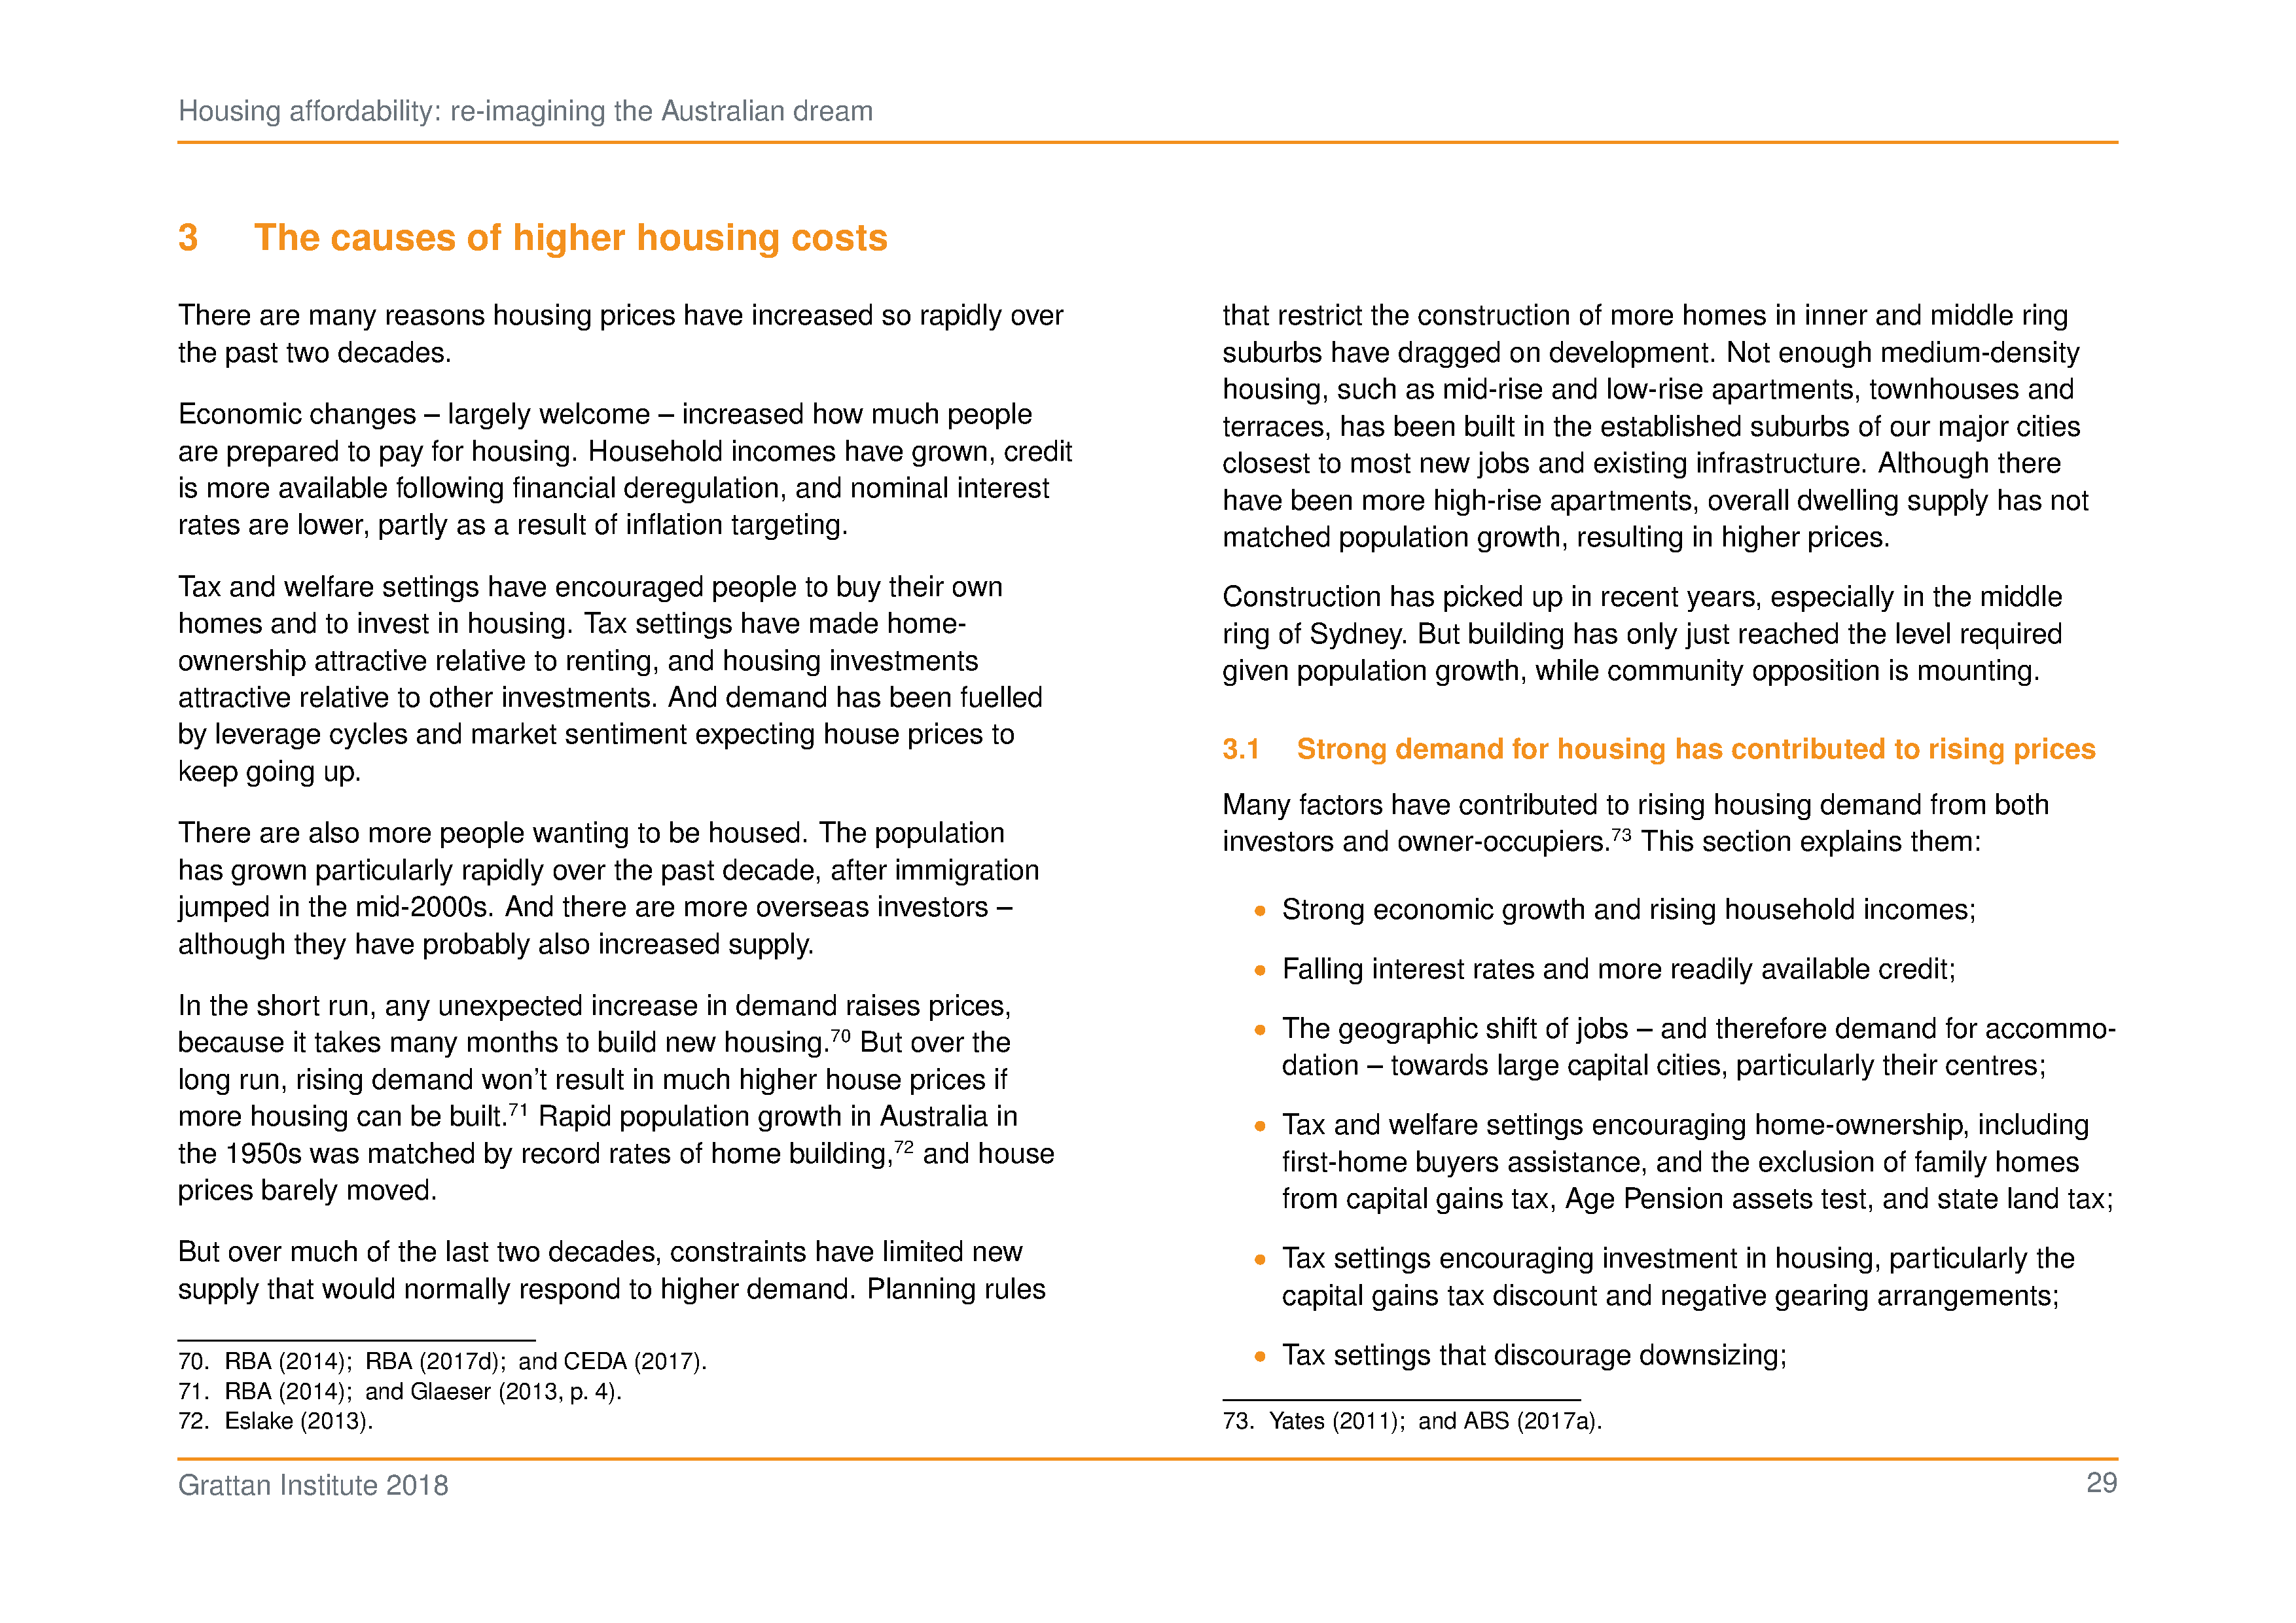 Housing affordability: re-imagining the Australian dream
3 The causes of higher housing costs
There are many reasons housing prices have increased so rapidly over
the past two decades.
Economic changes – largely welcome – increased how much people
are prepared to pay for housing. Household incomes have grown, credit
is more available following financial deregulation, and nominal interest
rates are lower, partly as a result of inflation targeting.
Tax and welfare settings have encouraged people to buy their own
homes and to invest in housing. Tax settings have made home-
ownership attractive relative to renting, and housing investments
attractive relative to other investments. And demand has been fuelled
by leverage cycles and market sentiment expecting house prices to
keep going up.
There are also more people wanting to be housed. The population
has grown particularly rapidly over the past decade, after immigration
jumped in the mid-2000s. And there are more overseas investors –
although they have probably also increased supply.
In the short run, any unexpected increase in demand raises prices,
because it takes many months to build new housing.70 But over the
long run, rising demand won't result in much higher house prices if
more housing can be built.71 Rapid population growth in Australia in
the 1950s was matched by record rates of home building,72 and house
prices barely moved.
But over much of the last two decades, constraints have limited new
supply that would normally respond to higher demand. Planning rules
70. RBA (2014); RBA (2017d); and CEDA (2017).
71. RBA (2014); and Glaeser (2013, p. 4).
72. Eslake (2013).
that restrict the construction of more homes in inner and middle ring
suburbs have dragged on development. Not enough medium-density
housing, such as mid-rise and low-rise apartments, townhouses and
terraces, has been built in the established suburbs of our major cities
closest to most new jobs and existing infrastructure. Although there
have been more high-rise apartments, overall dwelling supply has not
matched population growth, resulting in higher prices.
Construction has picked up in recent years, especially in the middle
ring of Sydney. But building has only just reached the level required
given population growth, while community opposition is mounting.
3.1 Strong demand for housing has contributed to rising prices
Many factors have contributed to rising housing demand from both
investors and owner-occupiers.73 This section explains them:
• Strong economic growth and rising household incomes;
• Falling interest rates and more readily available credit;
• The geographic shift of jobs – and therefore demand for accommo-
dation – towards large capital cities, particularly their centres;
• Tax and welfare settings encouraging home-ownership, including
first-home buyers assistance, and the exclusion of family homes
from capital gains tax, Age Pension assets test, and state land tax;
• Tax settings encouraging investment in housing, particularly the
capital gains tax discount and negative gearing arrangements;
• Tax settings that discourage downsizing;
73. Yates (2011); and ABS (2017a).
Grattan Institute 2018
29